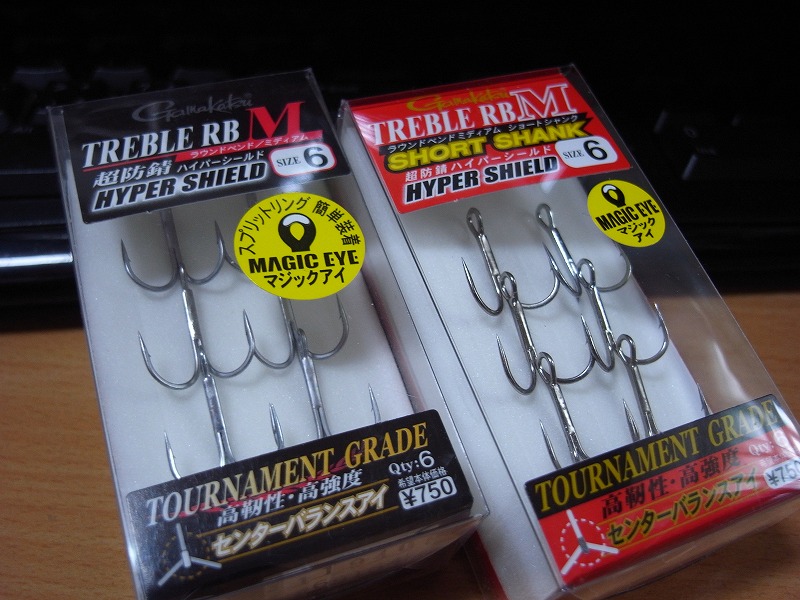 Gamakatsu
TREBLE RB M
ラウンドベンド/ミディアム
超防錆 ハイパーシールド
HYPER SHIELD
SIZE 6
スプリットリング 簡単装着
MAGIC EYE
マジックアイ
TOURNAMENT GRADE
高靭性・高強度
Qty:6
希望本体価格
¥750
センターバランスアイ
Gamakatsu
TREBLE RB M
ラウンドベンドミディアム ショートシャンク
SHORT SHANK
超防錆 ハイパーシールド
HYPER SHIELD
SIZE 6
MAGIC EYE
マジック
アイ
TOURNAMENT GRADE
高靭性・高強度
¥750
センターバランスアイ